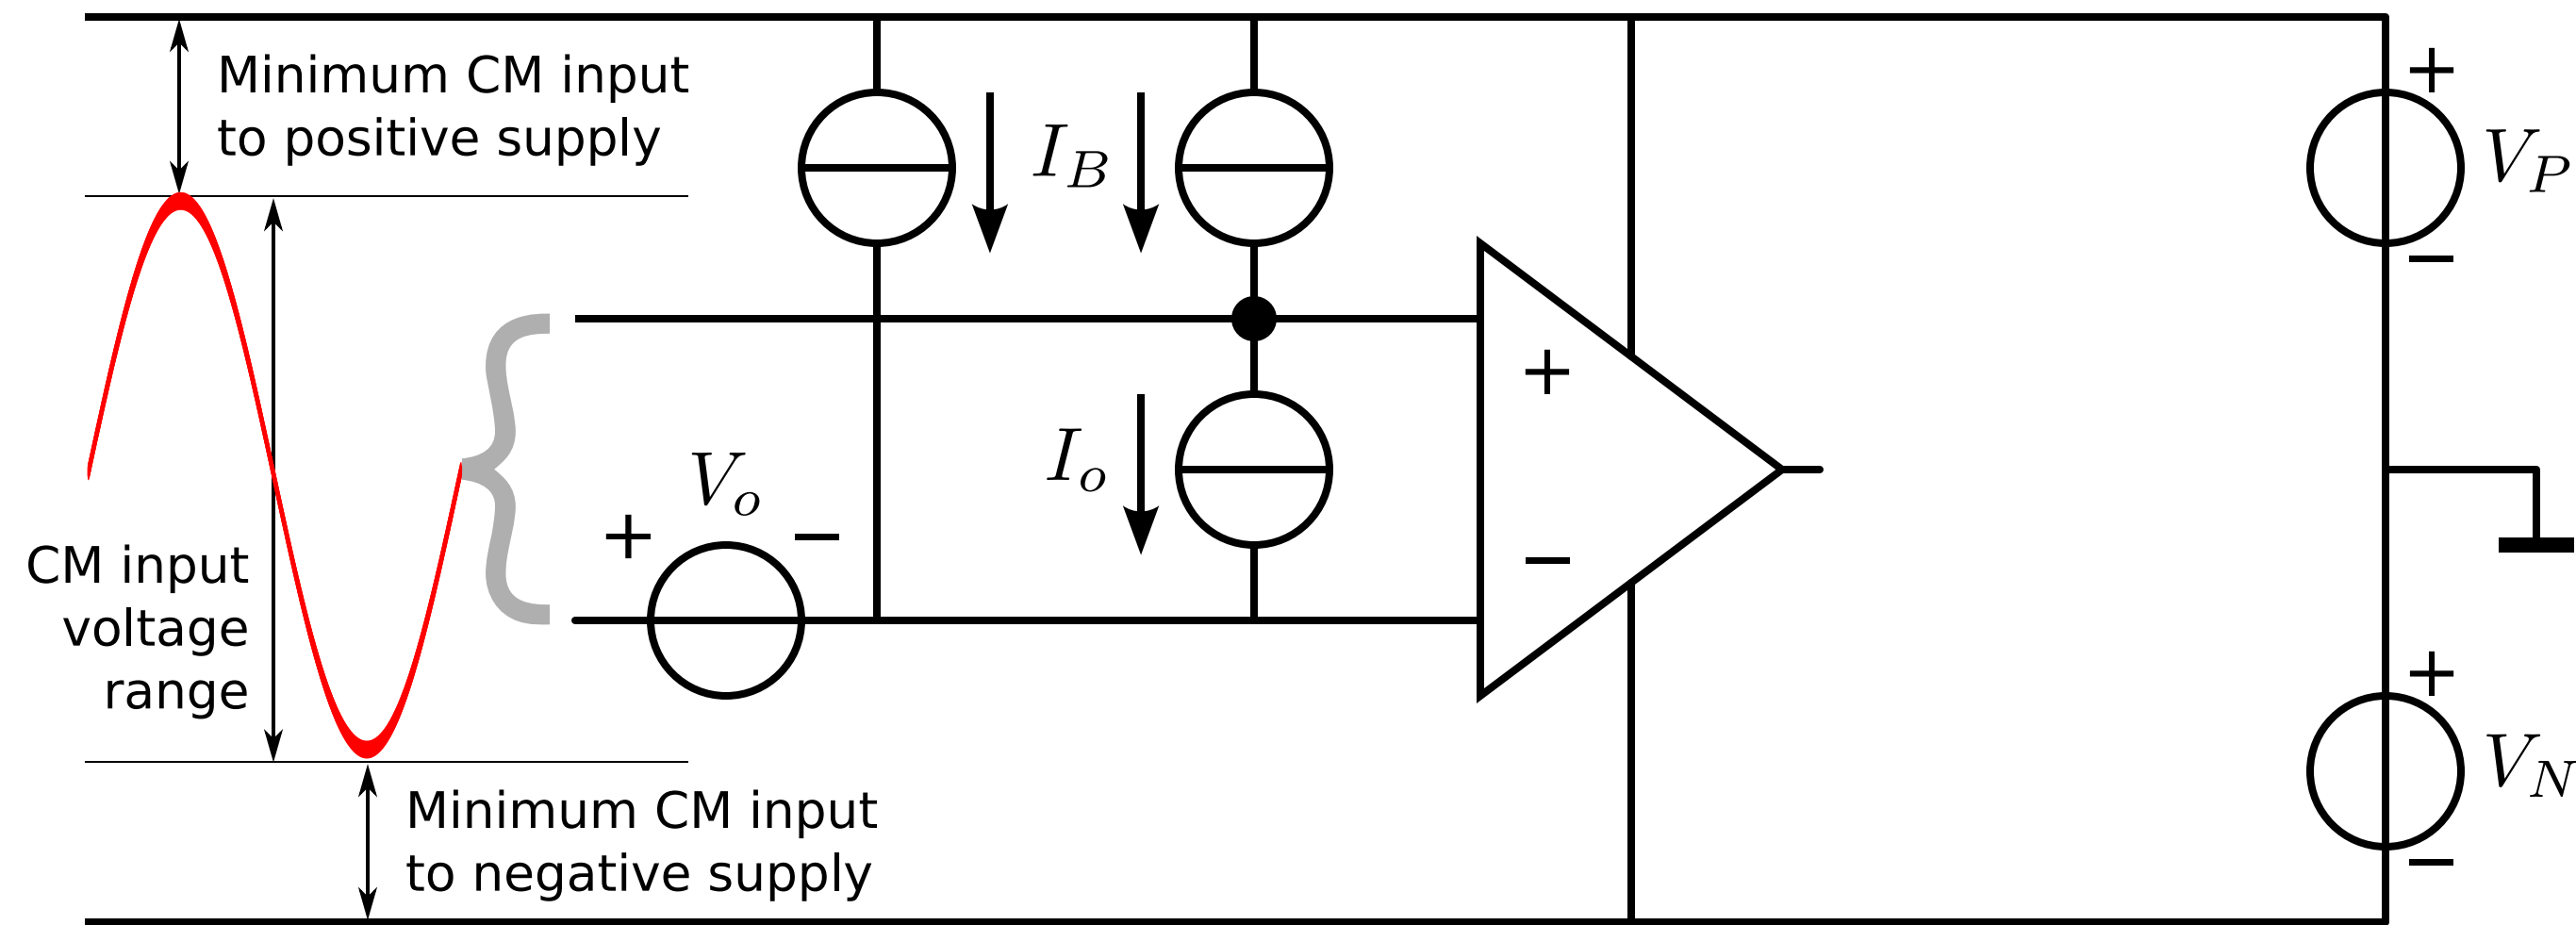 Minimum CM input
to positive supply
+
V_P
−
I_B
+
I_o
V_o
+ −
−
CM input
voltage
range
+
V_N
−
Minimum CM input
to negative supply